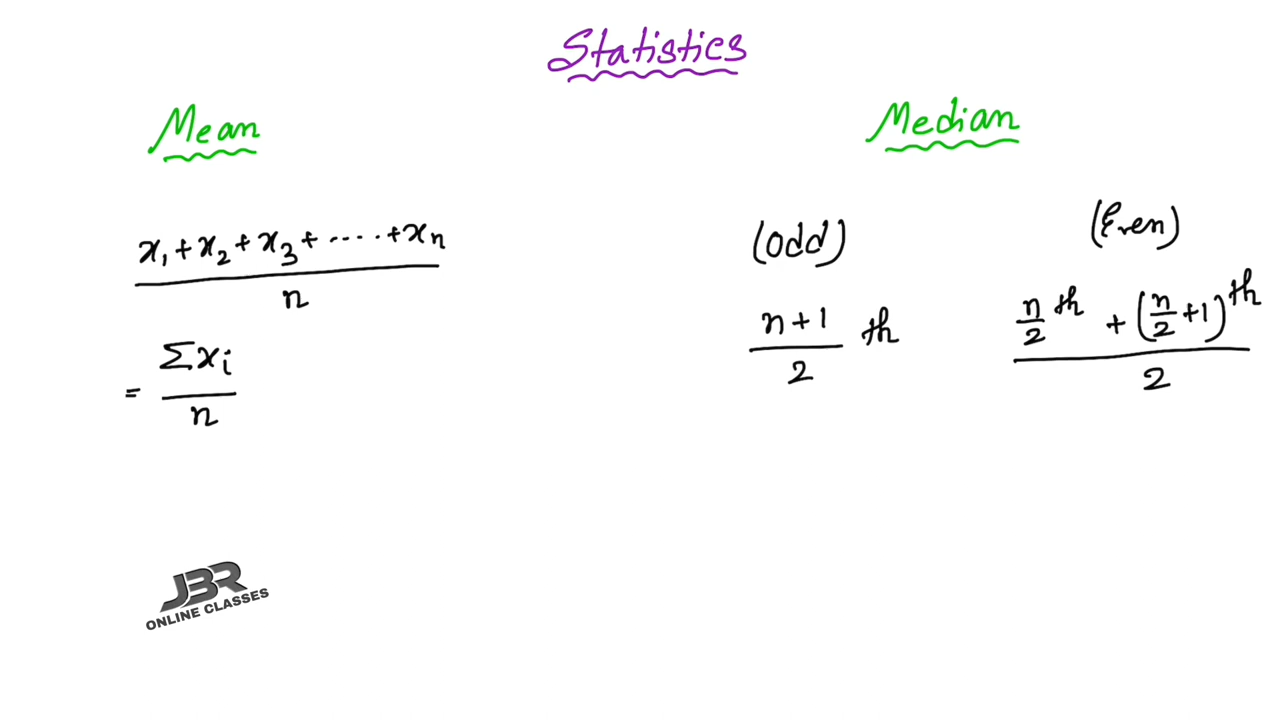 Statistics
Mean
Median
x₁ + x₂ + x₃ + ····· + xₙ
n
= Σxᵢ
n
(Odd)
n+1 th
2
(Even)
n/2 th + (n/2 + 1) th
2
JBR
ONLINE CLASSES